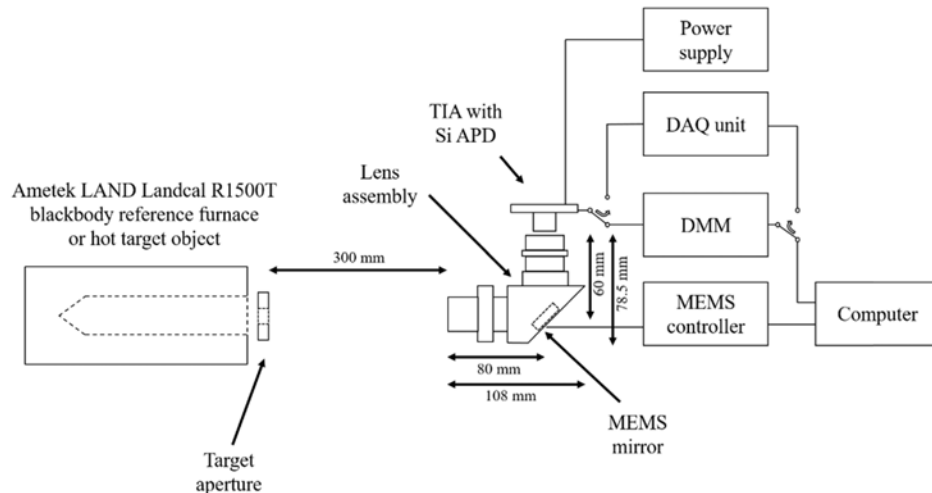 Power
supply
TIA with
Si APD
DAQ unit
Lens
assembly
Ametek LAND Landcal R1500T
blackbody reference furnace
or hot target object
DMM
300 mm
60 mm
78.5 mm
MEMS
controller
Computer
80 mm
108 mm
MEMS
mirror
Target
aperture